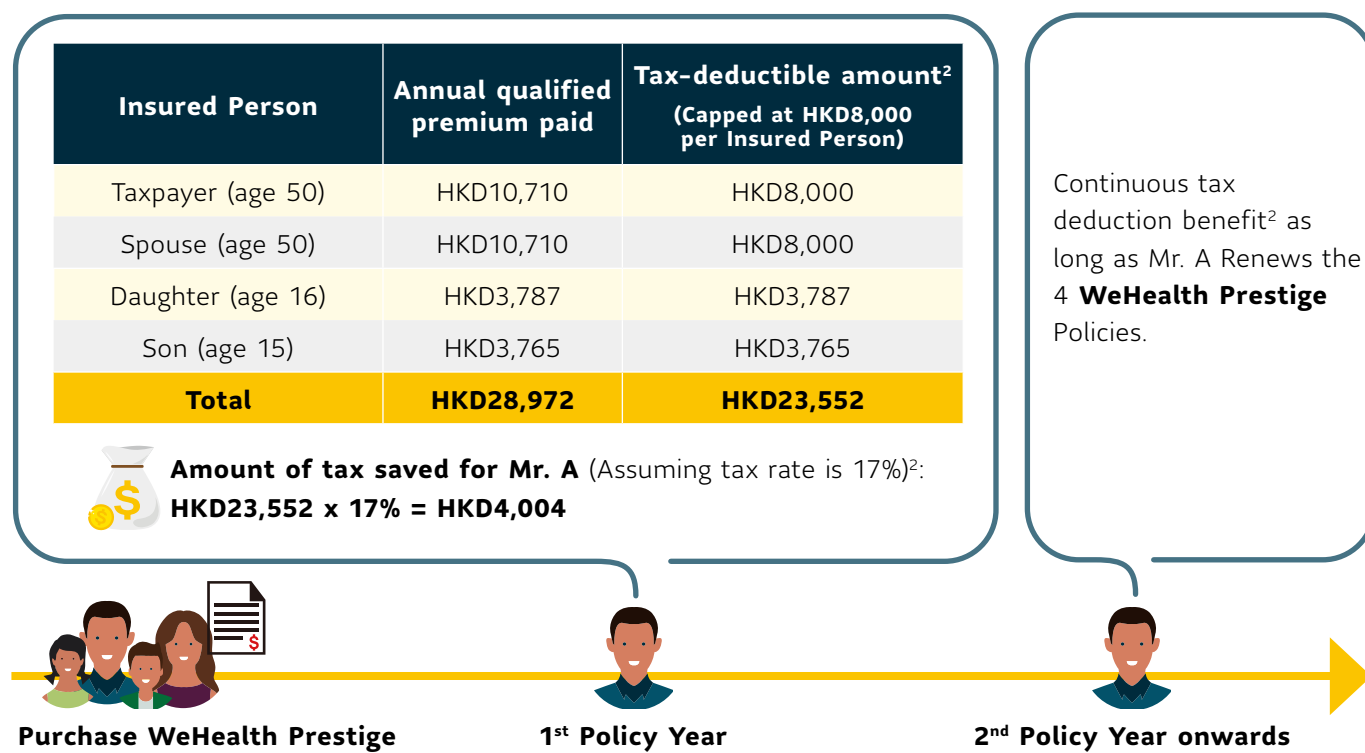 Insured Person
Annual qualified
premium paid
Tax-deductible amount²
(Capped at HKD8,000
per Insured Person)
Taxpayer (age 50) HKD10,710 HKD8,000
Spouse (age 50) HKD10,710 HKD8,000
Daughter (age 16) HKD3,787 HKD3,787
Son (age 15) HKD3,765 HKD3,765
Total HKD28,972 HKD23,552
$
$
Amount of tax saved for Mr. A (Assuming tax rate is 17%)²:
HKD23,552 x 17% = HKD4,004
Continuous tax
deduction benefit² as
long as Mr. A Renews the
4 WeHealth Prestige
Policies.
$
Purchase WeHealth Prestige
1st Policy Year
2nd Policy Year onwards